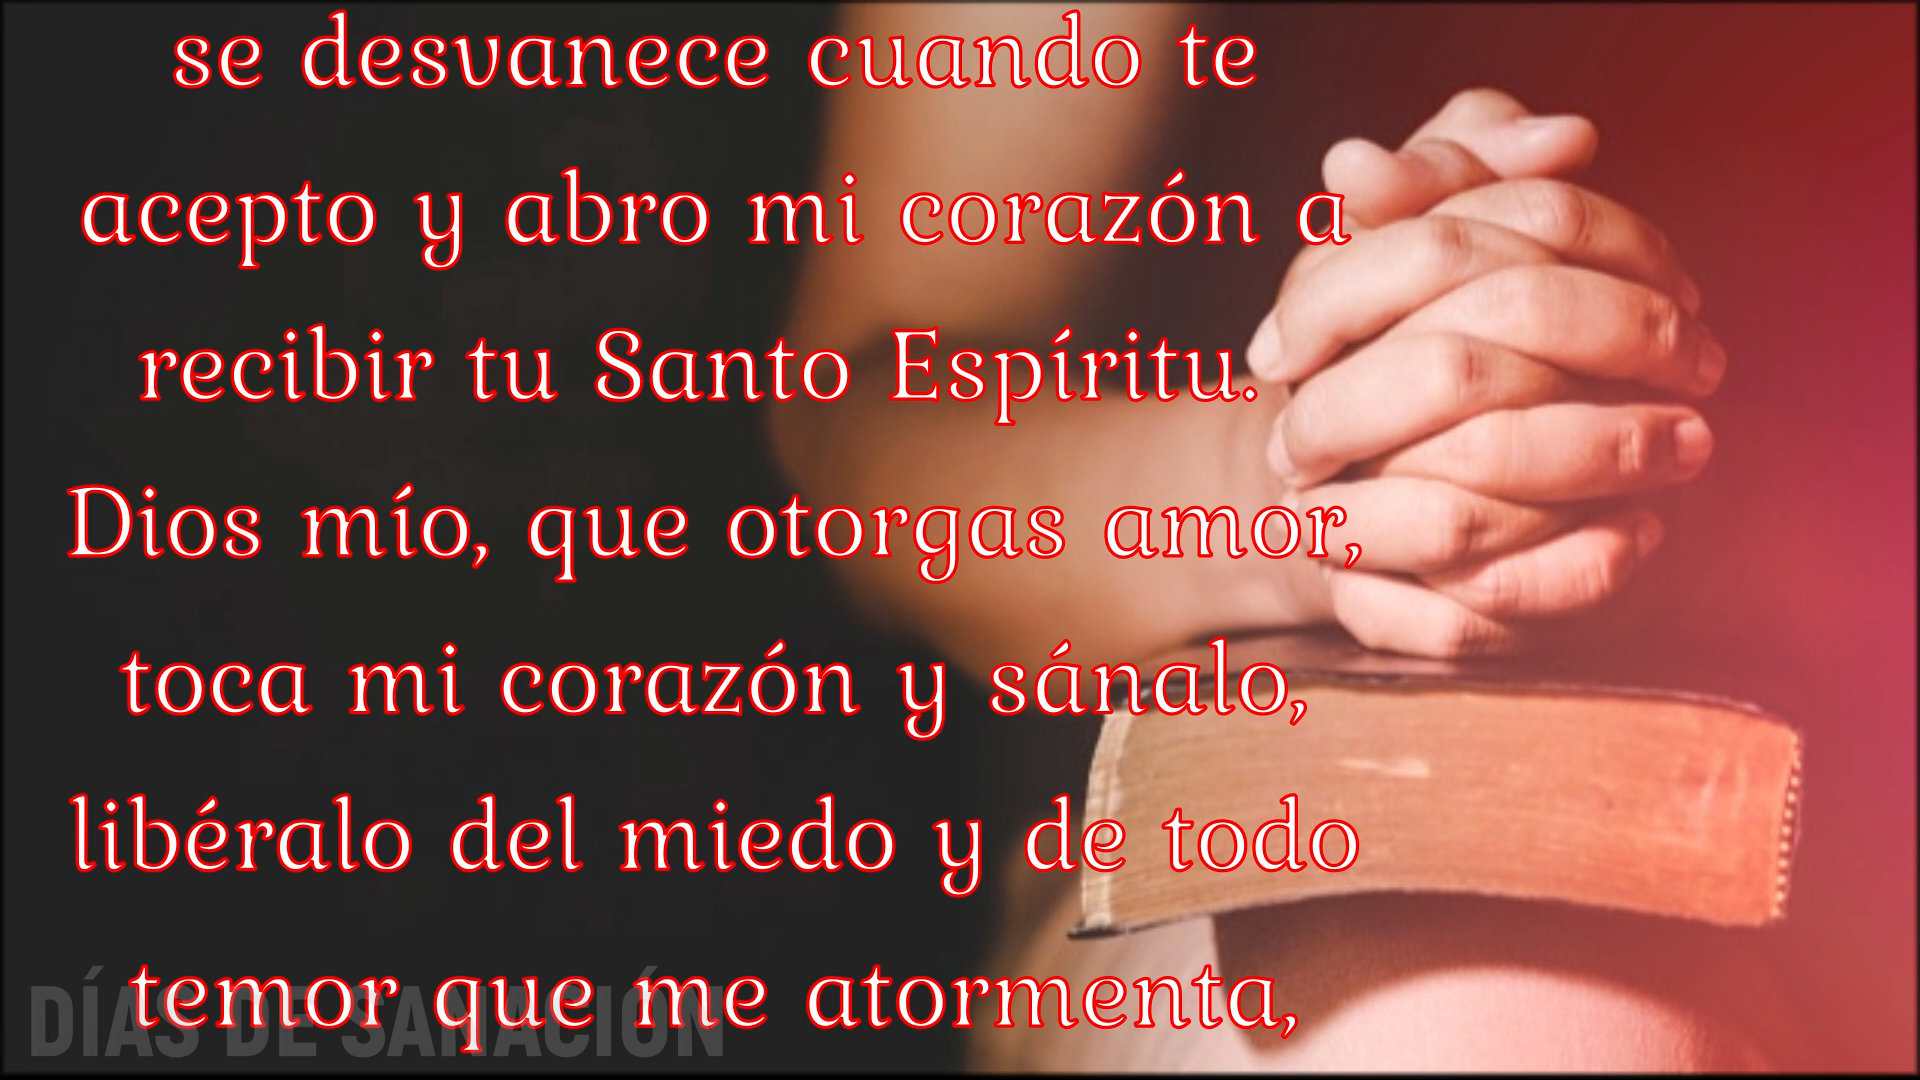 se desvanece cuando te
acepto y abro mi corazón a
recibir tu Santo Espíritu.
Dios mío, que otorgas amor,
toca mi corazón y sánalo,
libéralo del miedo y de todo
temor que me atormenta,
DÍAS DE SANACIÓN